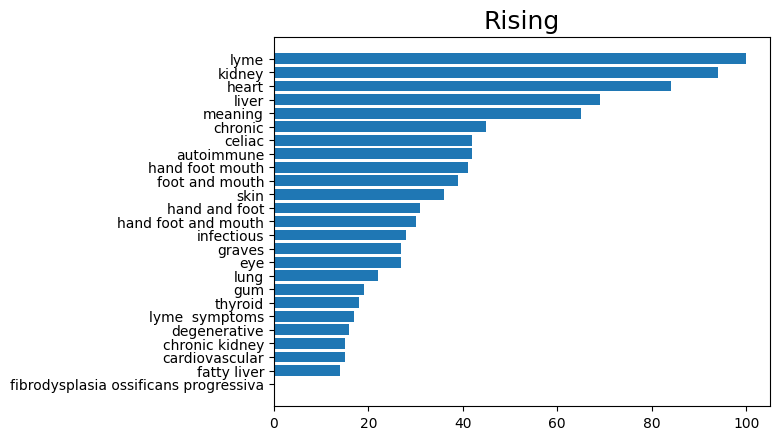 Rising
lyme
kidney
heart
liver
meaning
chronic
celiac
autoimmune
hand foot mouth
foot and mouth
skin
hand and foot
hand foot and mouth
infectious
graves
eye
lung
gum
thyroid
lyme  symptoms
degenerative
chronic kidney
cardiovascular
fatty liver
fibrodysplasia ossificans progressiva
0 20 40 60 80 100